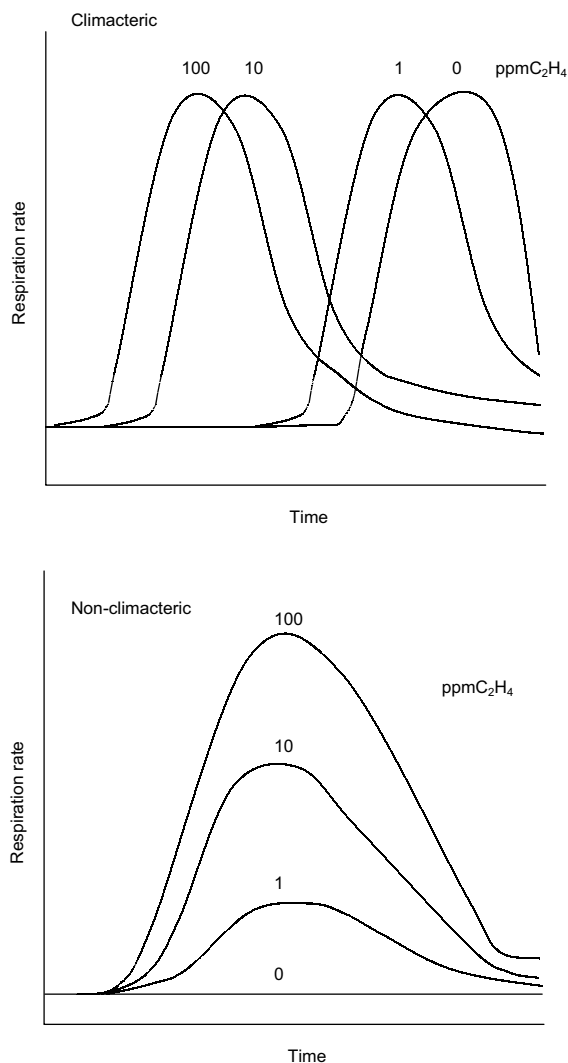 Climacteric
100 10 1 0 ppmC₂H₄
Respiration rate
Time
Non-climacteric
100
ppmC₂H₄
10
Respiration rate
1
0
Time